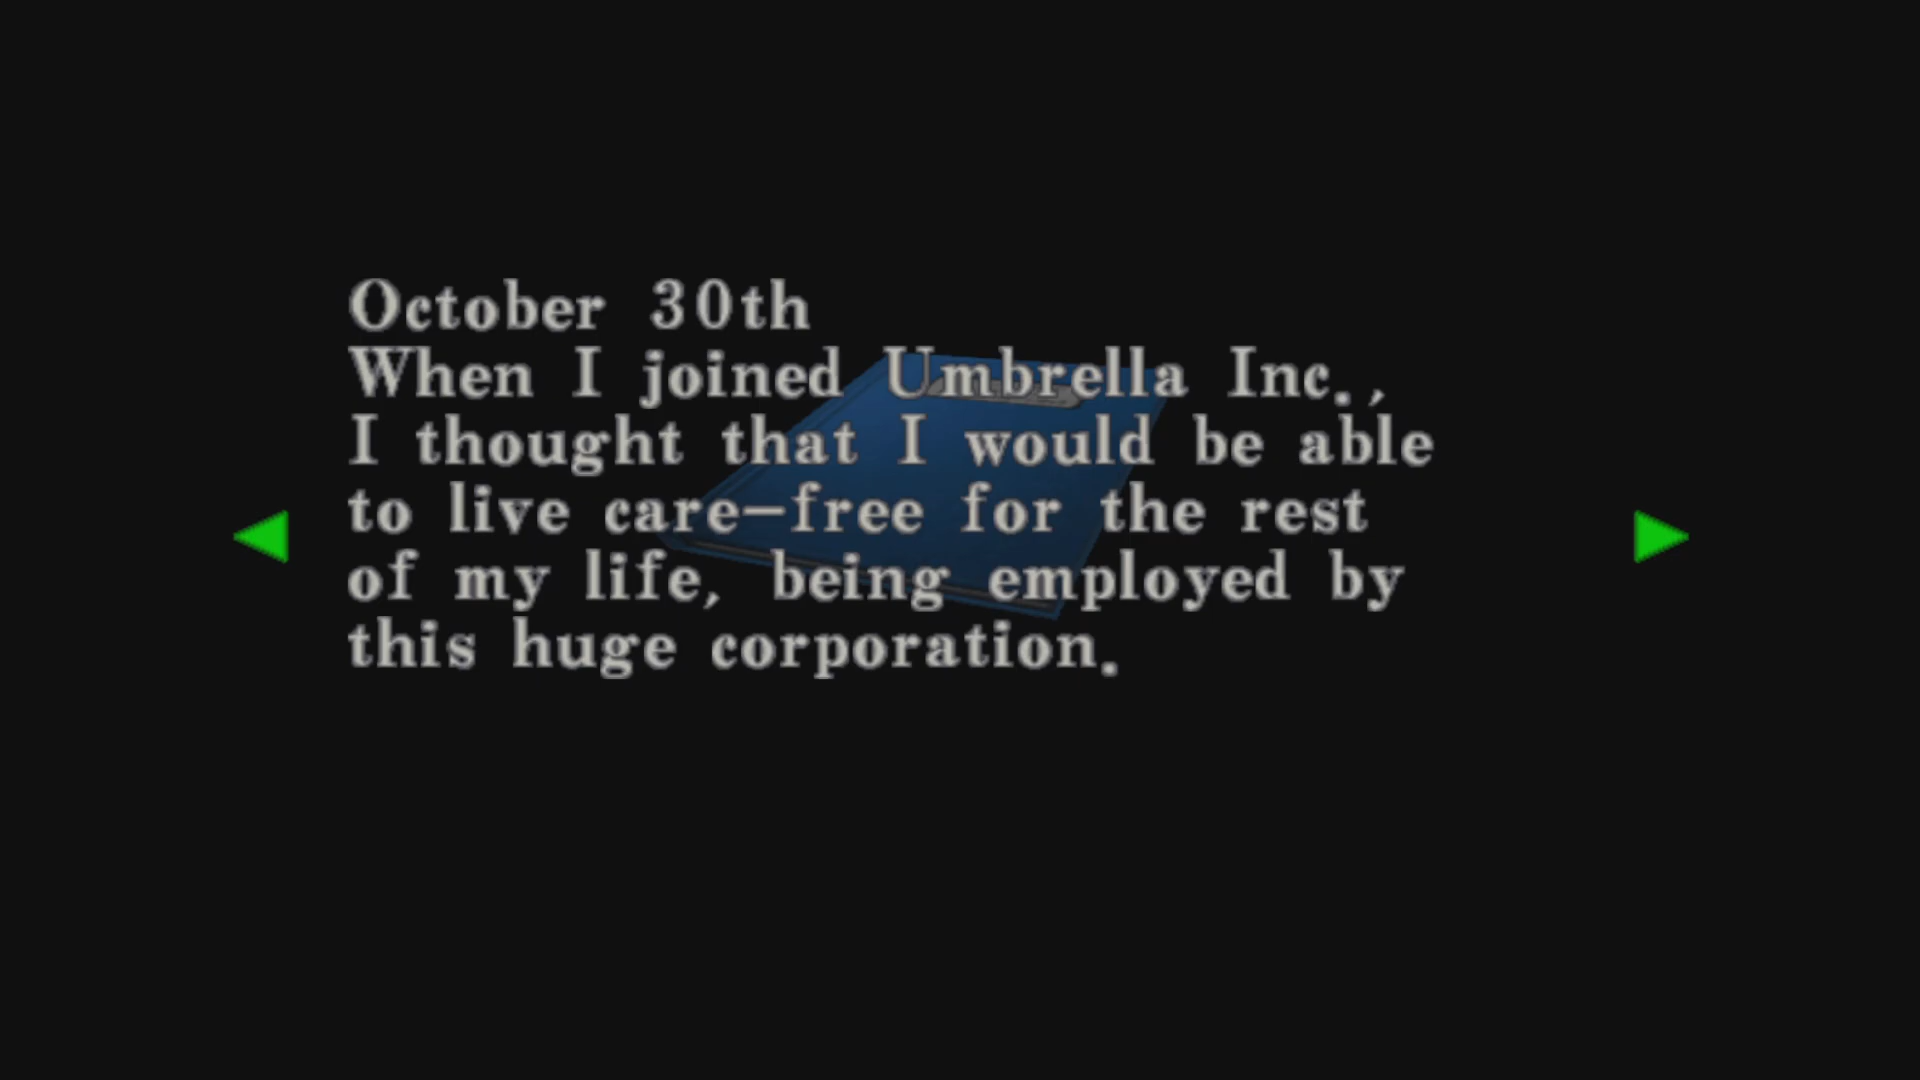 October 30th
When I joined Umbrella Inc.,
I thought that I would be able
to live care—free for the rest
of my life, being employed by
this huge corporation.